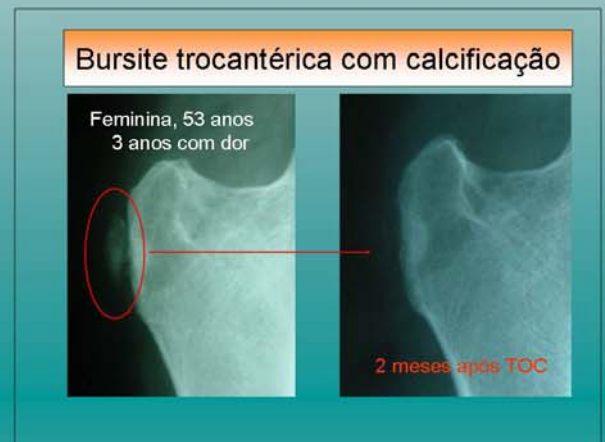 Bursite trocantérica com calcificação
Feminina, 53 anos
3 anos com dor
2 meses após TOC